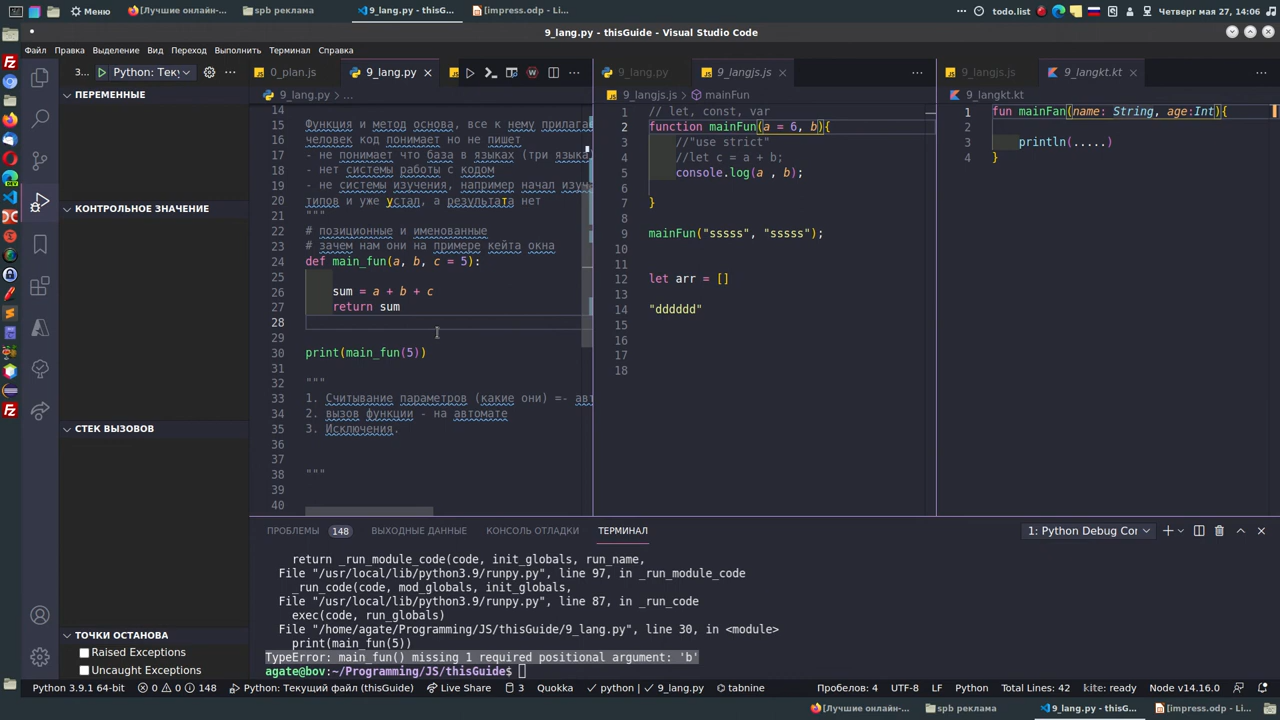 Меню
[Лучшие онлайн-...
spb реклама
9_lang.py — thisG...
[impress.odp - Li...
todo.list
Четверг мая 27, 14:06
9_lang.py - thisGuide - Visual Studio Code
Файл Правка Выделение Вид Переход Выполнить Терминал Справка
З... Python: Теку
0_plan.js
9_lang.py
9_lang.py
9_langjs.js
9_langjs.js
9_langkt.kt
ПЕРЕМЕННЫЕ
КОНТРОЛЬНОЕ ЗНАЧЕНИЕ
СТЕК ВЫЗОВОВ
ТОЧКИ ОСТАНОВА
Raised Exceptions
Uncaught Exceptions
9_lang.py > ...
14
15 Функция и метод основа, все к нему прилага
16 человек код понимает но не пишет
17 - не понимает что база в языках (три языка
18 - нет системы работы с кодом
19 - не системы изучения, например начал изуч
20 типов и уже устал, а результата нет
21 """
22 # позиционные и именованные
23 # зачем нам они на примере кейта окна
24 def main_fun(a, b, c = 5):
25
26 sum = a + b + c
27 return sum
28
29
30 print(main_fun(5))
31
32 """
33 1. Считывание параметров (какие они) =- авт
34 2. вызов функции - на автомате
35 3. Исключения.
36
37
38 """
39
40
9_langjs.js > mainFun
1 // let, const, var
2 function mainFun(a = 6, b){
3 //"use strict"
4 //let c = a + b;
5 console.log(a , b);
6
7 }
8
9 mainFun("sssss", "sssss");
10
11
12 let arr = []
13
14 "dddddd"
15
16
17
18
9_langkt.kt
1 fun mainFan(name: String, age:Int){
2
3 println(.....)
4 }
ПРОБЛЕМЫ 148 ВЫХОДНЫЕ ДАННЫЕ КОНСОЛЬ ОТЛАДКИ ТЕРМИНАЛ 1: Python Debug Cor
return _run_module_code(code, init_globals, run_name,
File "/usr/local/lib/python3.9/runpy.py", line 97, in _run_module_code
_run_code(code, mod_globals, init_globals,
File "/usr/local/lib/python3.9/runpy.py", line 87, in _run_code
exec(code, run_globals)
File "/home/agate/Programming/JS/thisGuide/9_lang.py", line 30, in <module>
print(main_fun(5))
TypeError: main_fun() missing 1 required positional argument: 'b'
agate@bov:~/Programming/JS/thisGuide$
Python 3.9.1 64-bit 0 0 148 Python: Текущий файл (thisGuide) Live Share 3 Quokka python | 9_lang.py tabnine Пробелов: 4 UTF-8 LF Python Total Lines: 42 kite: ready Node v14.16.0
[Лучшие онлайн-...
spb реклама
9_lang.py - thisG...
[impress.odp - Li...